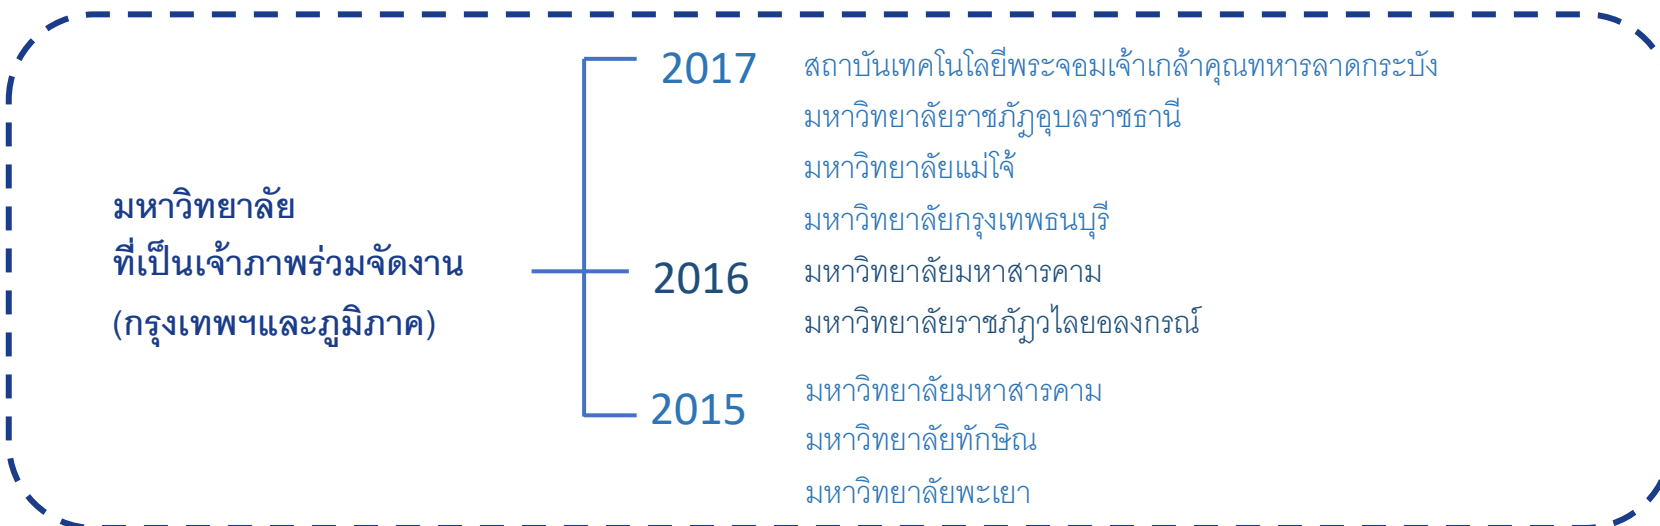 มหาวิทยาลัย
ที่เป็นเจ้าภาพร่วมจัดงาน
(กรุงเทพฯและภูมิภาค)
2017
สถาบันเทคโนโลยีพระจอมเจ้าเกล้าคุณทหารลาดกระบัง
มหาวิทยาลัยราชภัฏอุบลราชธานี
มหาวิทยาลัยแม่โจ้
มหาวิทยาลัยกรุงเทพธนบุรี
2016
มหาวิทยาลัยมหาสารคาม
มหาวิทยาลัยราชภัฏวไลยอลงกรณ์
2015
มหาวิทยาลัยมหาสารคาม
มหาวิทยาลัยทักษิณ
มหาวิทยาลัยพะเยา